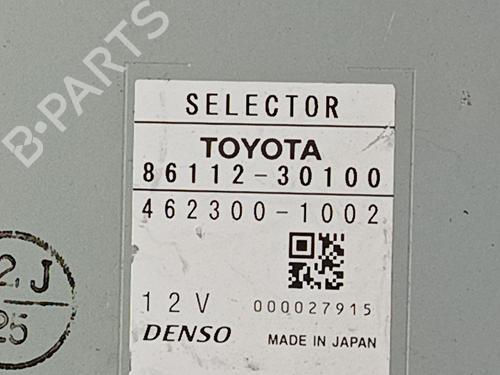 B-PARTS
SELECTOR
TOYOTA
86112-30100
462300-1002
2,J
25
12V 000027915
DENSO MADE IN JAPAN